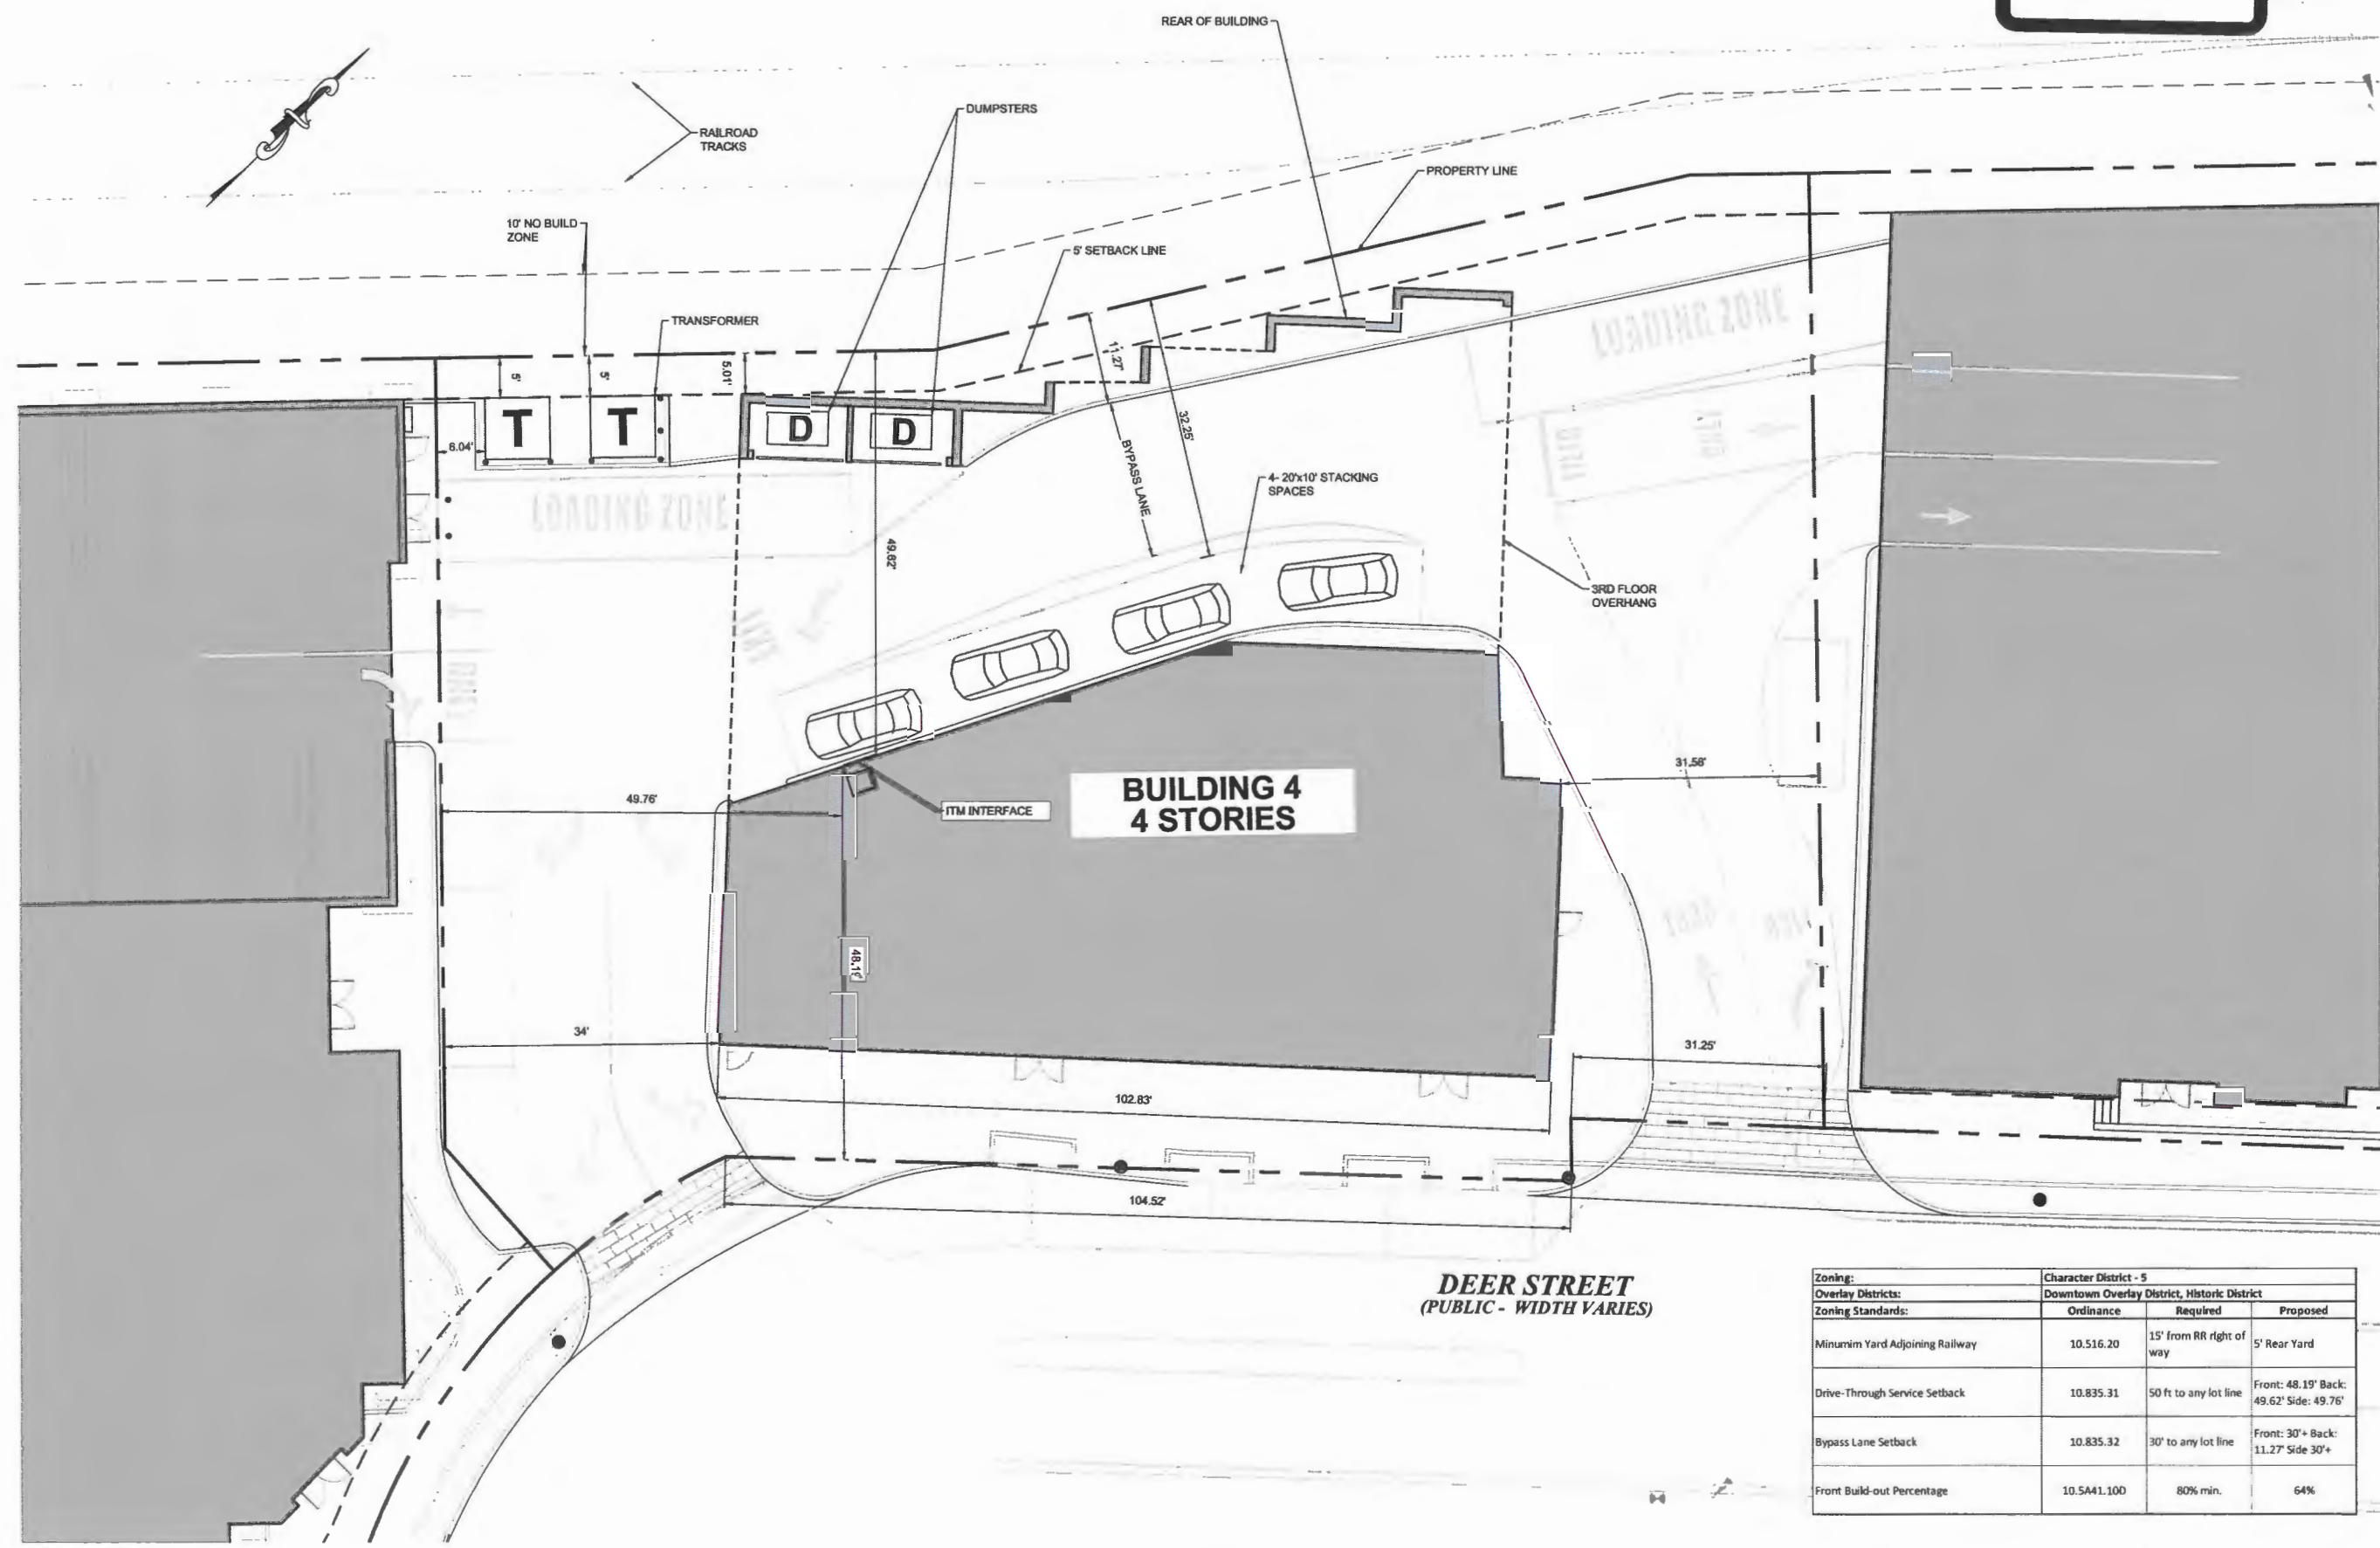 REAR OF BUILDING
DUMPSTERS
RAILROAD
TRACKS
PROPERTY LINE
10' NO BUILD
ZONE
5' SETBACK LINE
TRANSFORMER
5'
5'
5.01'
11.27'
32.25'
T
T
D
D
6.04'
BYPASS LANE
4- 20'x10' STACKING
SPACES
LOADING ZONE
LOADING ZONE
49.62'
3RD FLOOR
OVERHANG
31.56'
49.76'
ITM INTERFACE
BUILDING 4
4 STORIES
48.19'
34'
31.25'
102.83'
104.52'
DEER STREET
(PUBLIC - WIDTH VARIES)
Zoning: Character District - 5
Overlay Districts: Downtown Overlay District, Historic District
Zoning Standards: Ordinance Required Proposed
Minumim Yard Adjoining Railway 10.516.20 15' from RR right of way 5' Rear Yard
Drive-Through Service Setback 10.835.31 50 ft to any lot line Front: 48.19' Back: 49.62' Side: 49.76'
Bypass Lane Setback 10.835.32 30' to any lot line Front: 30'+ Back: 11.27' Side 30'+
Front Build-out Percentage 10.5A41.10D 80% min. 64%